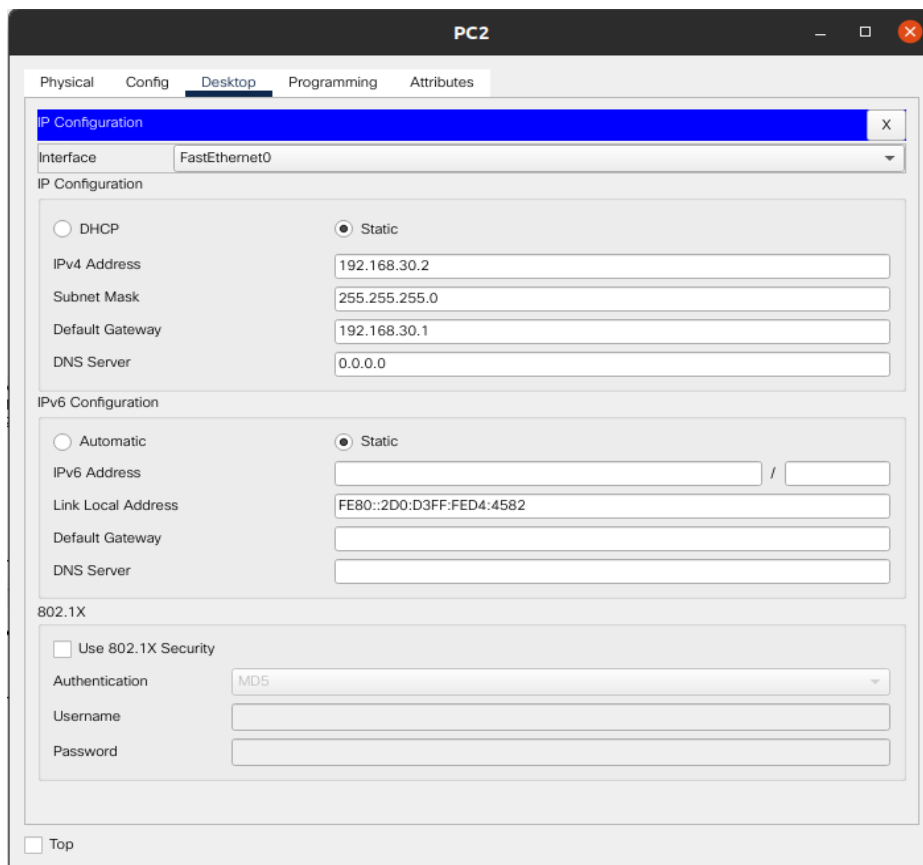 PC2
Physical Config Desktop Programming Attributes
IP Configuration X
Interface FastEthernet0
IP Configuration
DHCP Static
IPv4 Address 192.168.30.2
Subnet Mask 255.255.255.0
Default Gateway 192.168.30.1
DNS Server 0.0.0.0
IPv6 Configuration
Automatic Static
IPv6 Address /
Link Local Address FE80::2D0:D3FF:FED4:4582
Default Gateway
DNS Server
802.1X
Use 802.1X Security
Authentication MD5
Username
Password
Top